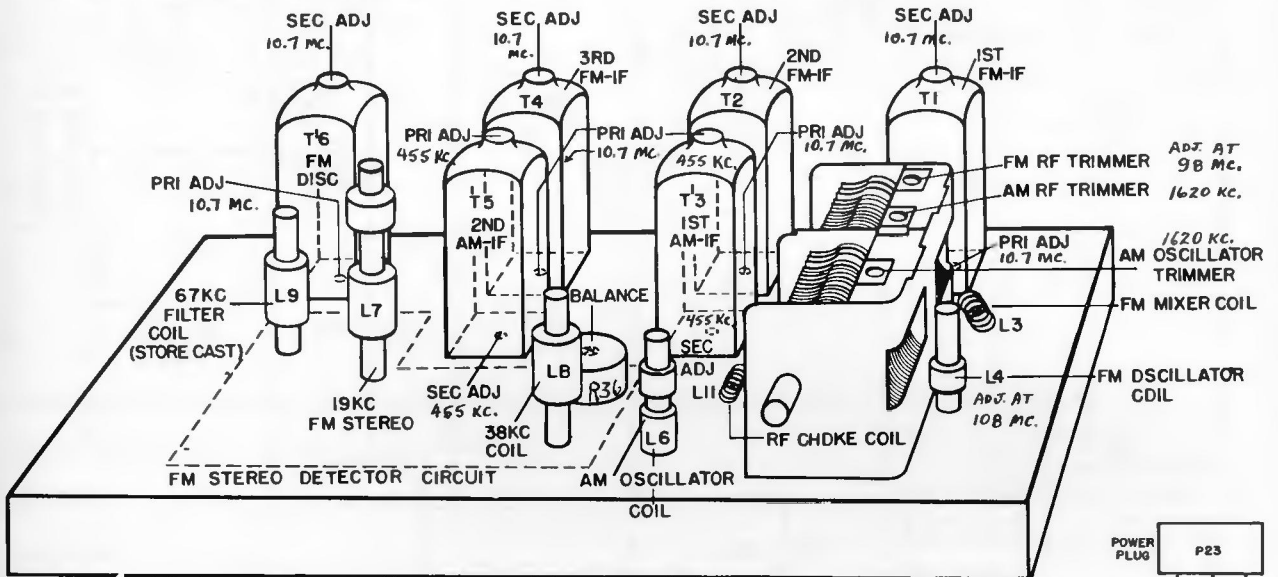 SEC ADJ
10.7 MC.
SEC ADJ
10.7
MC.
SEC ADJ
10.7 MC.
SEC ADJ
10.7 MC.
3RD
FM-IF
2ND
FM-IF
1ST
FM-IF
T4
T2
T1
T6
FM
DISC
PRI ADJ
455 KC.
PRI ADJ
10.7 MC.
455 KC.
PRI ADJ
10.7 MC.
FM RF TRIMMER
ADJ. AT
98 MC.
AM RF TRIMMER
1620 KC.
PRI ADJ
10.7 MC.
T5
2ND
AM-IF
T3
1ST
AM-IF
1620 KC.
PRI ADJ
10.7 MC.
AM OSCILLATOR
TRIMMER
L9
L7
67KC
FILTER
COIL
(STORE CAST)
BALANCE
455 KC.
SEC
ADJ
L11
FM MIXER COIL
L3
SEC ADJ
455 KC.
L8
R36
L4
FM OSCILLATOR
COIL
ADJ. AT
108 MC.
19KC
FM STEREO
38KC
COIL
L6
RF CHDKE COIL
FM STEREO DETECTOR CIRCUIT
AM OSCILLATOR
COIL
POWER
PLUG
P23